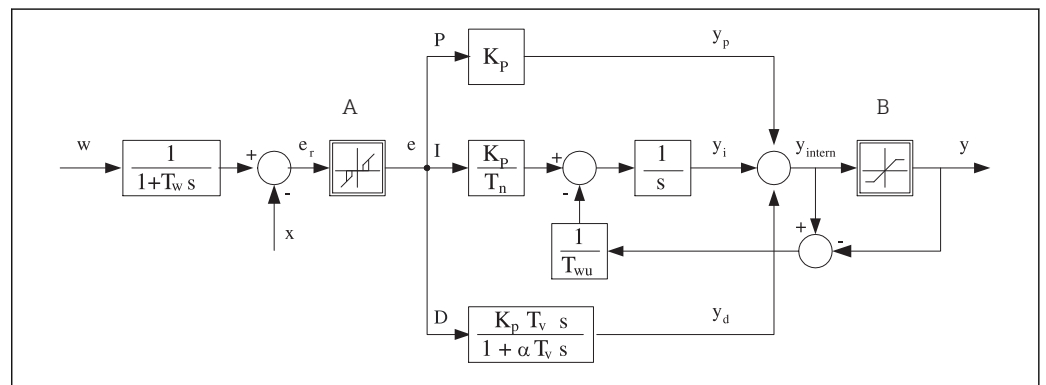 P
K_P
y_p
A
B
w
1
1+T_w s
+
-
x
e_r
e
I
K_P
T_n
+
-
1
s
y_i
y_intern
y
1
T_wu
+
-
D
K_p T_v s
1 + α T_v s
y_d